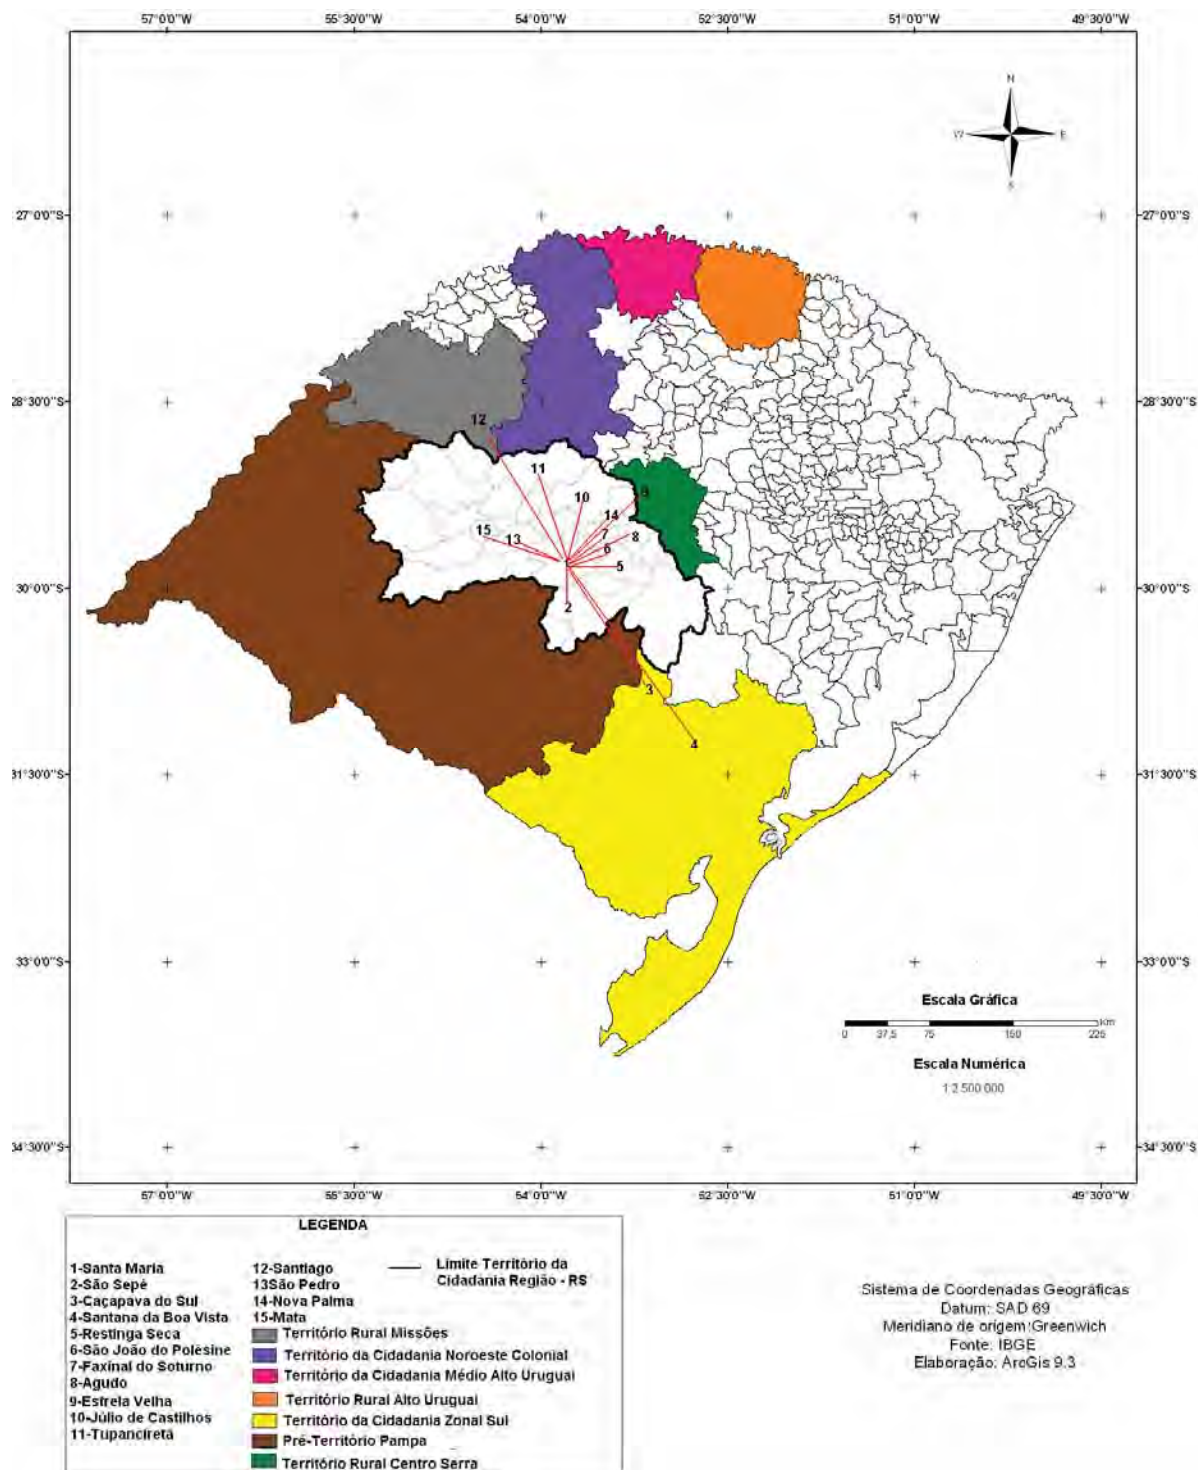 57°0'0"W 55°30'0"W 54°0'0"W 52°30'0"W 51°0'0"W 49°30'0"W
N
W E
S
27°0'0"S 27°0'0"S
28°30'0"S 28°30'0"S
12
11
10
9
14
15
13
7
8
6
1
5
30°0'0"S 30°0'0"S
2
3
4
31°30'0"S 31°30'0"S
33°0'0"S 33°0'0"S
Escala Gráfica
km
0 37,5 75 150 225
Escala Numérica
1:2 500 000
34°30'0"S 34°30'0"S
57°0'0"W 55°30'0"W 54°0'0"W 52°30'0"W 51°0'0"W 49°30'0"W
LEGENDA
1-Santa Maria
2-São Sepé
3-Caçapava do Sul
4-Santana da Boa Vista
5-Restinga Seca
6-São João do Polêsine
7-Faxinal do Soturno
8-Agudo
9-Estrela Velha
10-Júlio de Castilhos
11-Tupanciretã
12-Santiago
13São Pedro
14-Nova Palma
15-Mata
Território Rural Missões
Território da Cidadania Noroeste Colonial
Território da Cidadania Médio Alto Uruguai
Território Rural Alto Uruguai
Território da Cidadania Zonal Sul
Pré-Território Pampa
Território Rural Centro Serra
Limite Território da
Cidadania Região - RS
Sistema de Coordenadas Geográficas
Datum: SAD 69
Meridiano de origem:Greenwich
Fonte: IBGE
Elaboração: ArcGis 9.3